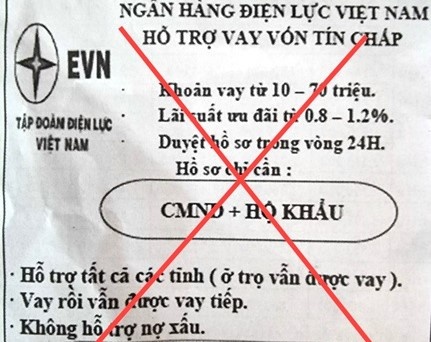 NGÂN HÀNG ĐIỆN LỰC VIỆT NAM
HỖ TRỢ VAY VỐN TÍN CHẤP
EVN
TẬP ĐOÀN ĐIỆN LỰC
VIỆT NAM
· Khoản vay từ 10 – 70 triệu.
· Lãi suất ưu đãi từ 0.8 – 1.2%.
· Duyệt hồ sơ trong vòng 24H.
Hồ sơ chỉ cần :
CMND + HỘ KHẨU
· Hỗ trợ tất cả các tỉnh ( ở trọ vẫn được vay ).
· Vay rồi vẫn được vay tiếp.
· Không hỗ trợ nợ xấu.